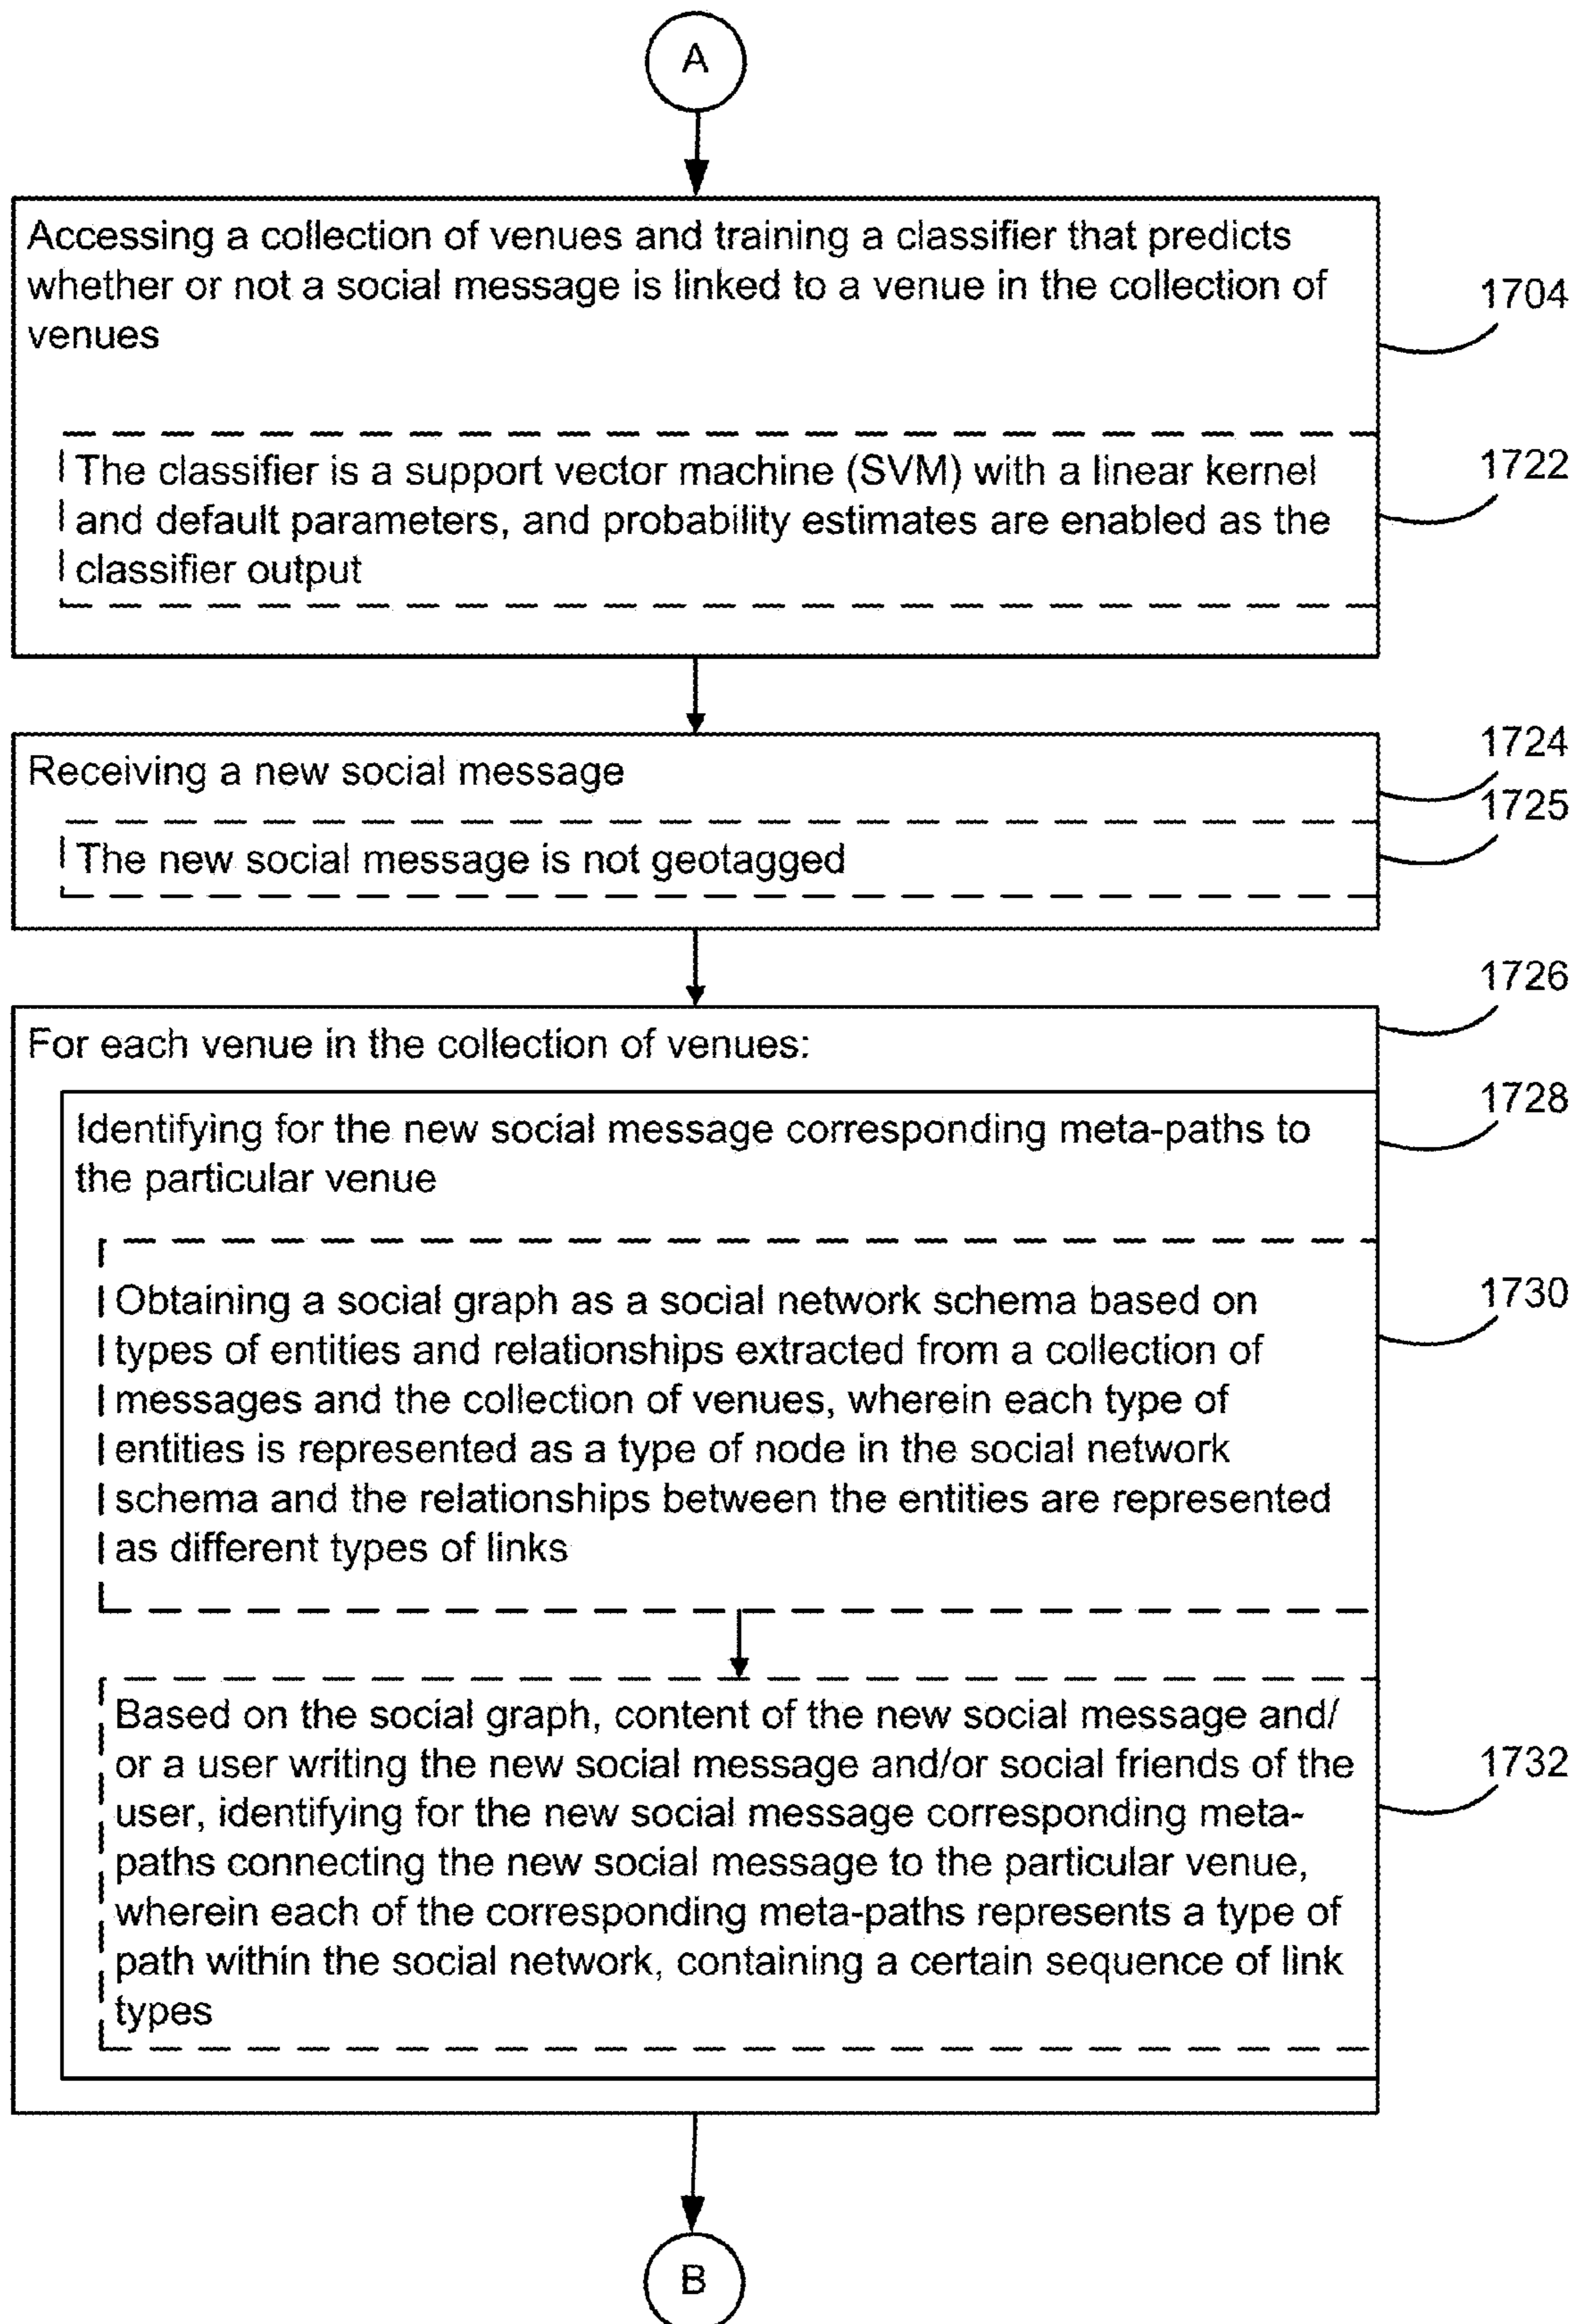 A
Accessing a collection of venues and training a classifier that predicts
whether or not a social message is linked to a venue in the collection of
venues
1704
The classifier is a support vector machine (SVM) with a linear kernel
and default parameters, and probability estimates are enabled as the
classifier output
1722
Receiving a new social message
1724
The new social message is not geotagged
1725
For each venue in the collection of venues:
1726
Identifying for the new social message corresponding meta-paths to
the particular venue
1728
Obtaining a social graph as a social network schema based on
types of entities and relationships extracted from a collection of
messages and the collection of venues, wherein each type of
entities is represented as a type of node in the social network
schema and the relationships between the entities are represented
as different types of links
1730
Based on the social graph, content of the new social message and/
or a user writing the new social message and/or social friends of the
user, identifying for the new social message corresponding meta-
paths connecting the new social message to the particular venue,
wherein each of the corresponding meta-paths represents a type of
path within the social network, containing a certain sequence of link
types
1732
B